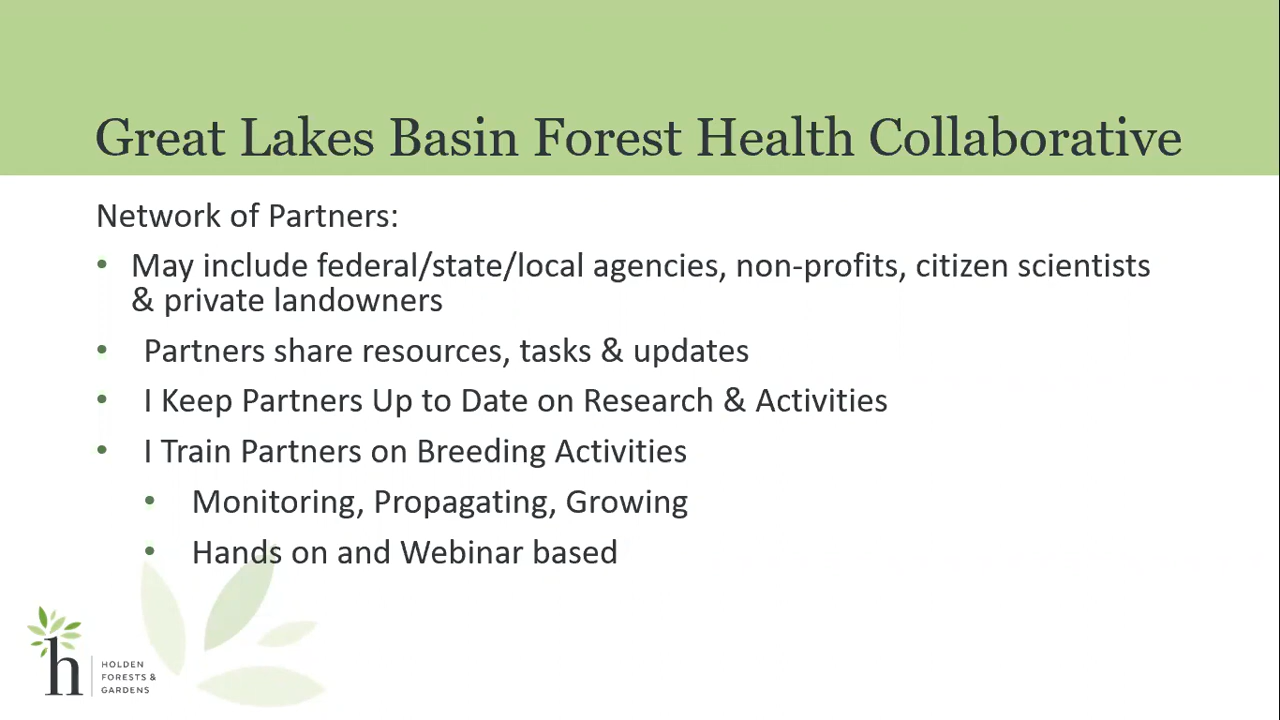 Great Lakes Basin Forest Health Collaborative
Network of Partners:
• May include federal/state/local agencies, non-profits, citizen scientists
& private landowners
• Partners share resources, tasks & updates
• I Keep Partners Up to Date on Research & Activities
• I Train Partners on Breeding Activities
• Monitoring, Propagating, Growing
• Hands on and Webinar based
h
HOLDEN
FORESTS &
GARDENS